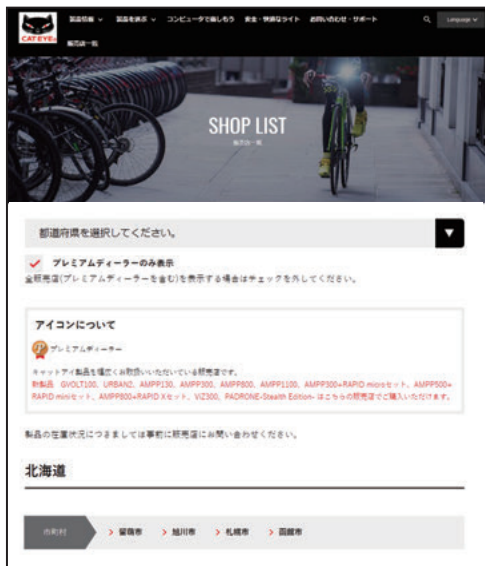 CAT EYE
製品情報
製品を選ぶ
コンピュータで楽しもう
安全・快適なライト
お問い合わせ・サポート
Language
販売店一覧
SHOP LIST
販売店一覧
都道府県を選択してください。
プレミアムディーラーのみ表示
全販売店(プレミアムディーラーを含む)を表示する場合はチェックを外してください。
アイコンについて
プレミアムディーラー
キャットアイ製品を幅広くお取扱いいただいている販売店です。
新製品 GVOLT100、URBAN2、AMPP130、AMPP300、AMPP800、AMPP1100、AMPP300+RAPID microセット、AMPP500+
RAPID miniセット、AMPP800+RAPID Xセット、ViZ300、PADRONE-Stealth Edition- はこちらの販売店でご購入いただけます。
製品の在庫状況につきましては事前に販売店にお問い合わせください。
北海道
市町村
留萌市
旭川市
札幌市
函館市